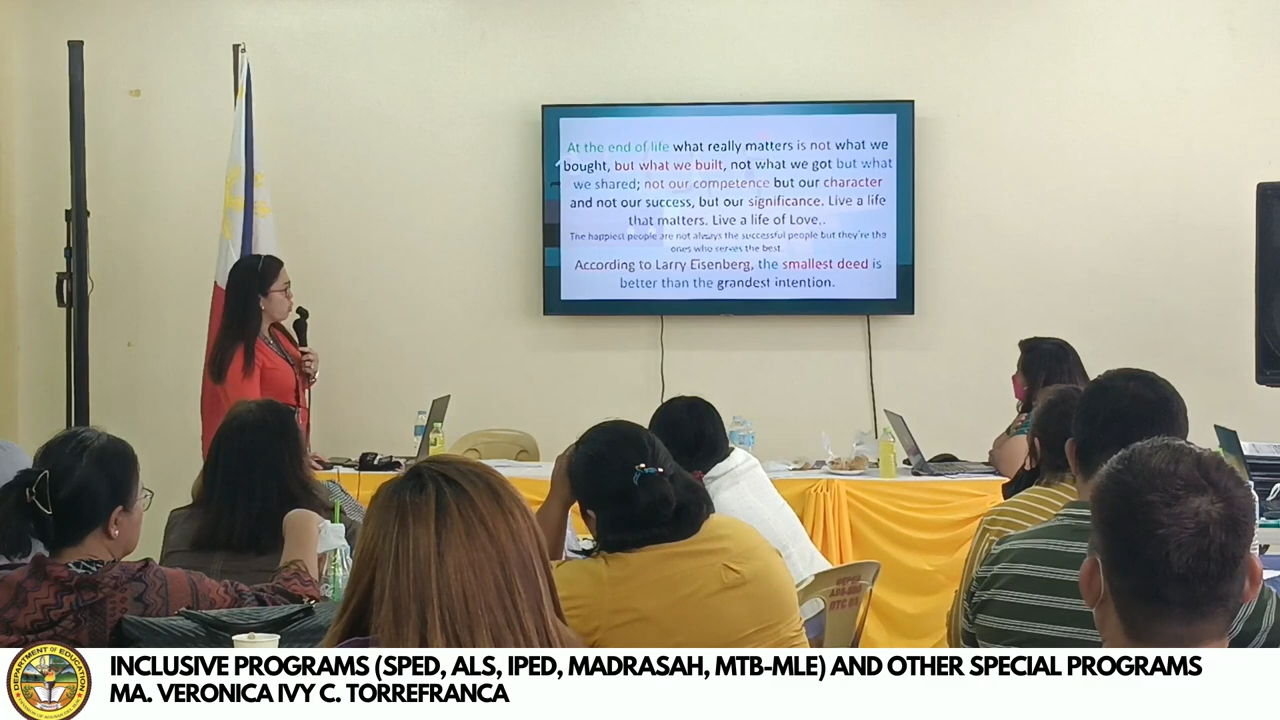 At the end of life what really matters is not what we
bought, but what we built, not what we got but what
we shared; not our competence but our character
and not our success, but our significance. Live a life
that matters. Live a life of Love..
The happiest people are not always the successful people but they're the
ones who serves the best.
According to Larry Eisenberg, the smallest deed is
better than the grandest intention.
DEPARTMENT OF EDUCATION
INCLUSIVE PROGRAMS (SPED, ALS, IPED, MADRASAH, MTB-MLE) AND OTHER SPECIAL PROGRAMS
MA. VERONICA IVY C. TORREFRANCA